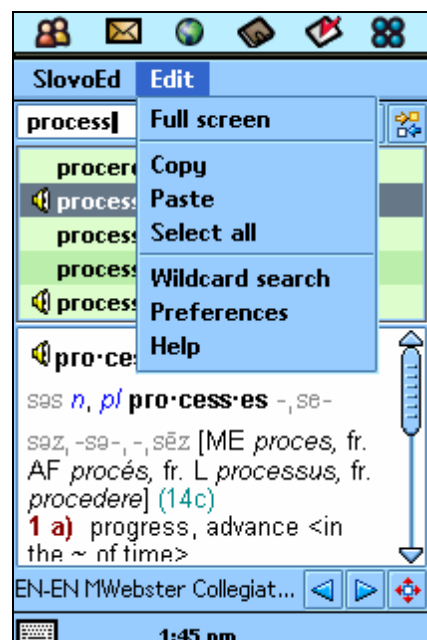 SlovoEd Edit
process Full screen
procere
Copy
process Paste
process Select all
process Wildcard search
process Preferences
Help
pro·ce
səs n, pl pro·cess·es -ˌse-
səz, -sə-, -ˌsēz [ME proces, fr.
AF procés, fr. L processus, fr.
procedere] (14c)
1 a) progress, advance <in
the ~ of time>
EN-EN MWebster Collegiat...
1:45 pm